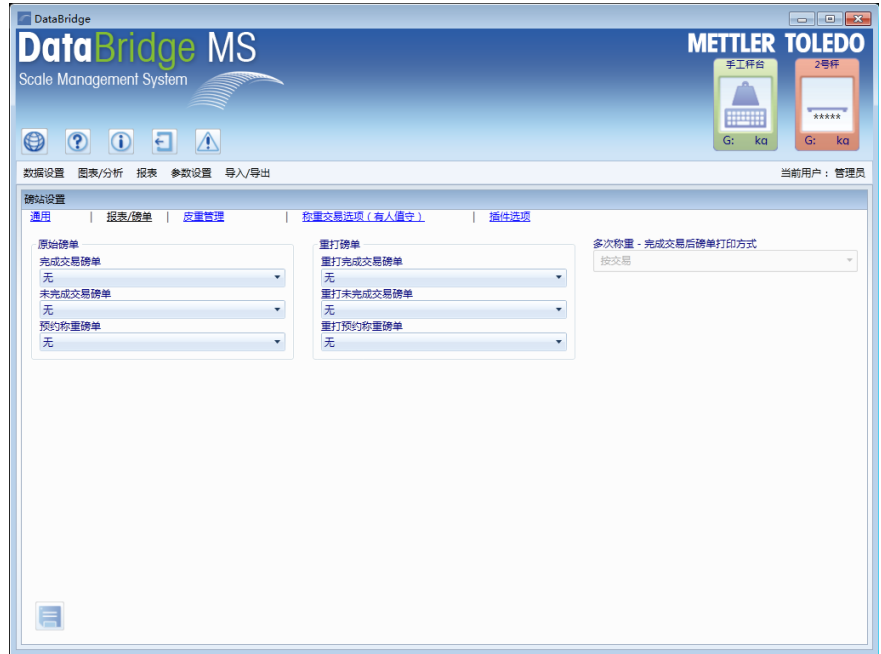 DataBridge
DataBridge MS
Scale Management System
METTLER TOLEDO
手工秤台
2号秤
*****
G: kg
G: kg
数据设置 图表/分析 报表 参数设置 导入/导出
当前用户： 管理员
磅站设置
通用 | 报表/磅单 | 皮重管理 | 称重交易选项（有人值守） | 插件选项
原始磅单
完成交易磅单
无
未完成交易磅单
无
预约称重磅单
无
重打磅单
重打完成交易磅单
无
重打未完成交易磅单
无
重打预约称重磅单
无
多次称重 - 完成交易后磅单打印方式
按交易